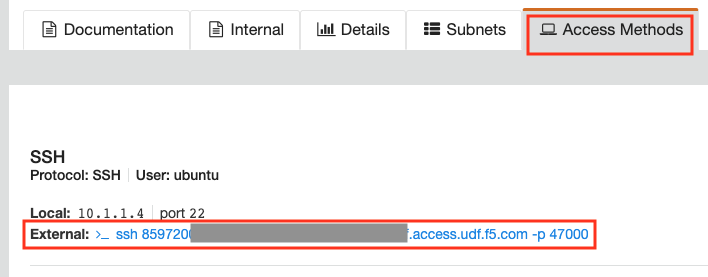 Documentation Internal Details Subnets Access Methods
SSH
Protocol: SSH User: ubuntu
Local: 10.1.1.4 port 22
External: >_ ssh 859720 .access.udf.f5.com -p 47000